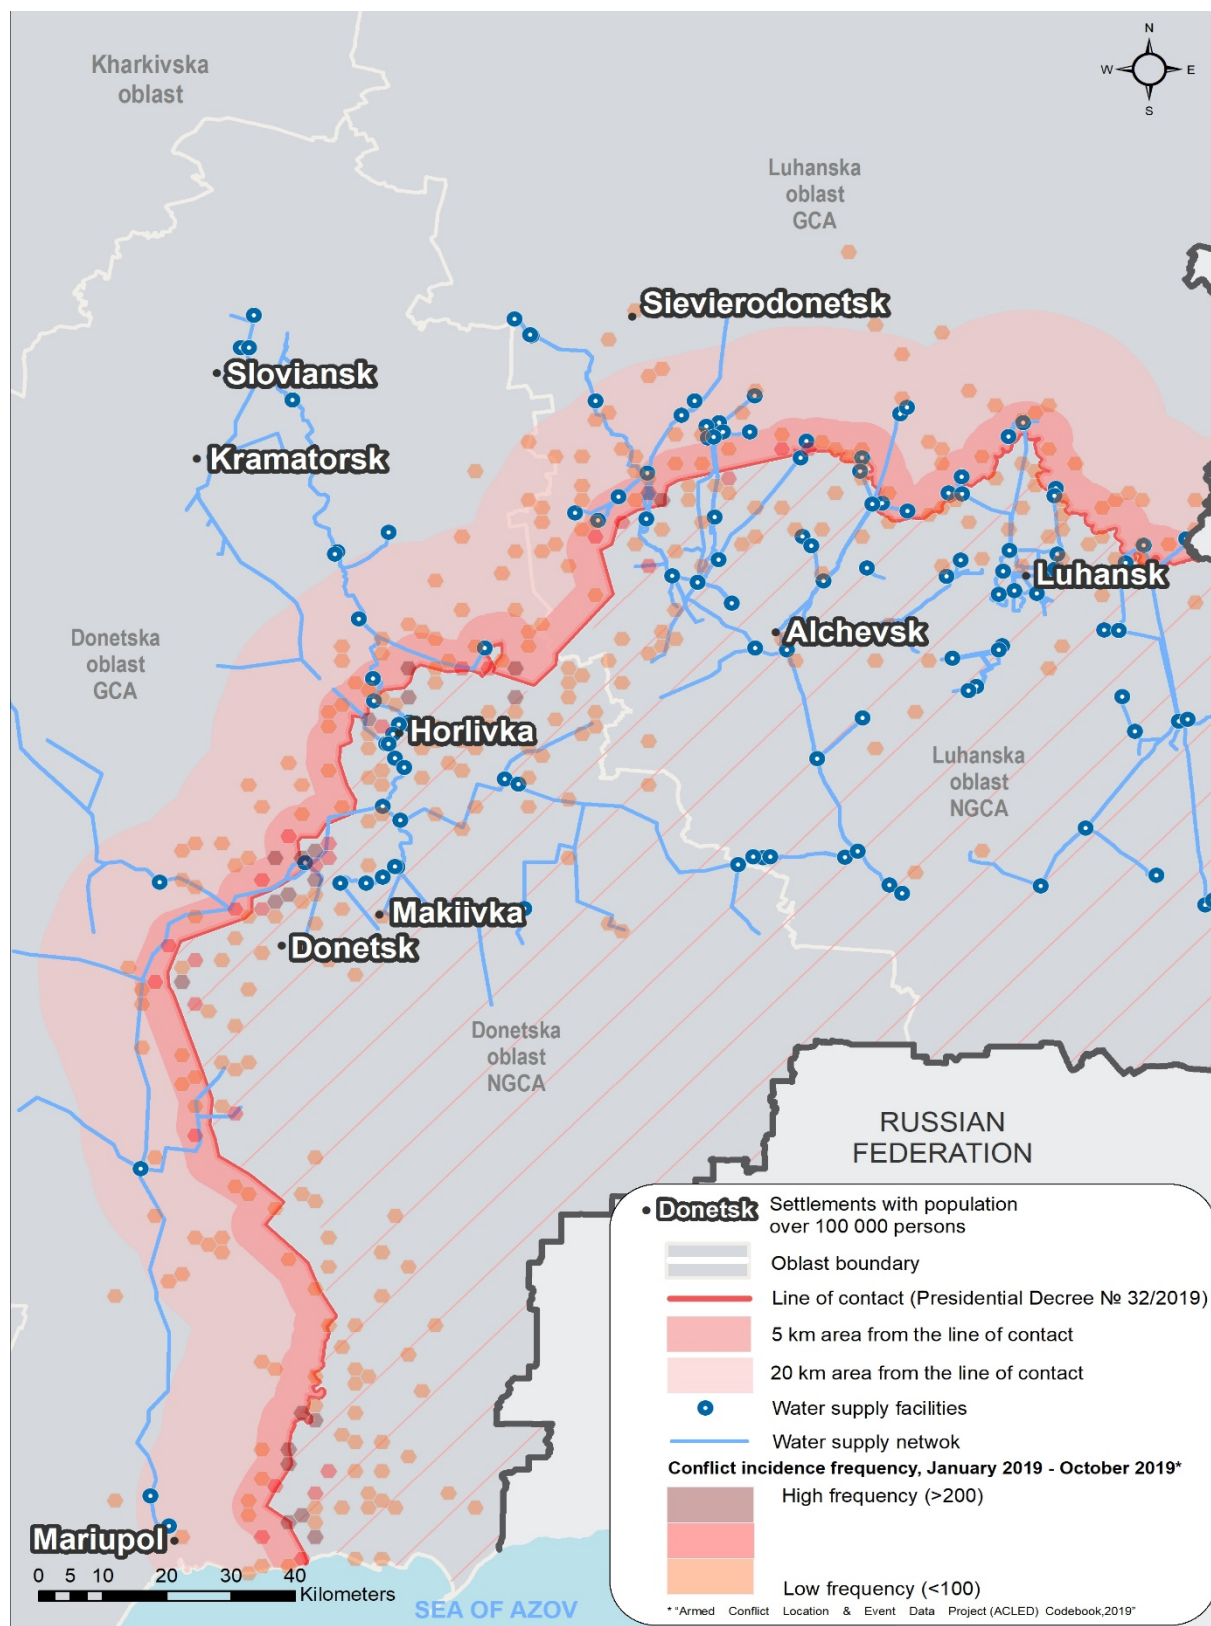 Kharkivska
oblast
N
W
E
S
Luhanska
oblast
GCA
Sievierodonetsk
Sloviansk
Kramatorsk
Luhansk
Alchevsk
Donetska
oblast
GCA
Horlivka
Luhanska
oblast
NGCA
Makiivka
Donetsk
Donetska
oblast
NGCA
RUSSIAN
FEDERATION
Donetsk
Settlements with population
over 100 000 persons
Oblast boundary
Line of contact (Presidential Decree № 32/2019)
5 km area from the line of contact
20 km area from the line of contact
Water supply facilities
Water supply netwok
Conflict incidence frequency, January 2019 - October 2019*
High frequency (>200)
Low frequency (<100)
* "Armed Conflict Location & Event Data Project (ACLED) Codebook,2019"
Mariupol
0 5 10 20 30 40
Kilometers
SEA OF AZOV